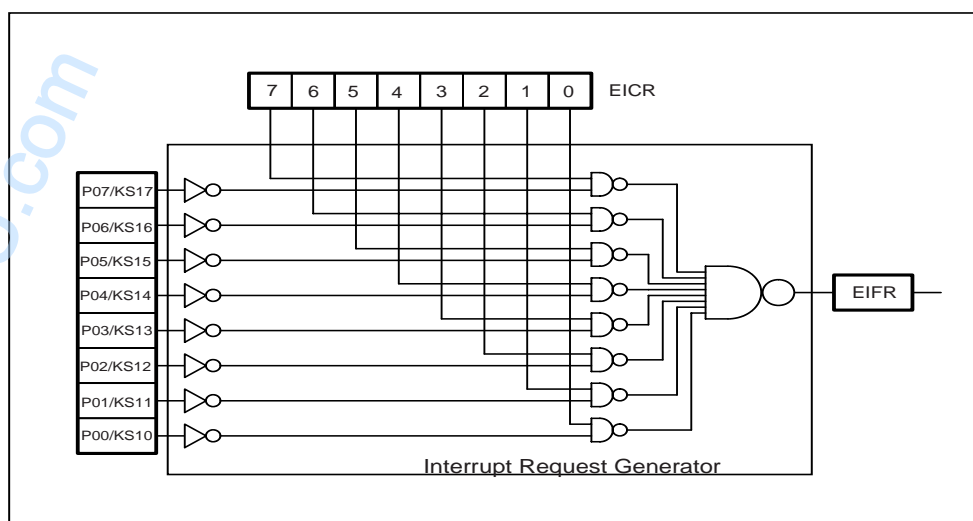 7 6 5 4 3 2 1 0 EICR
P07/KS17
P06/KS16
P05/KS15
P04/KS14
P03/KS13
P02/KS12
P01/KS11
P00/KS10
EIFR
Interrupt Request Generator
.com